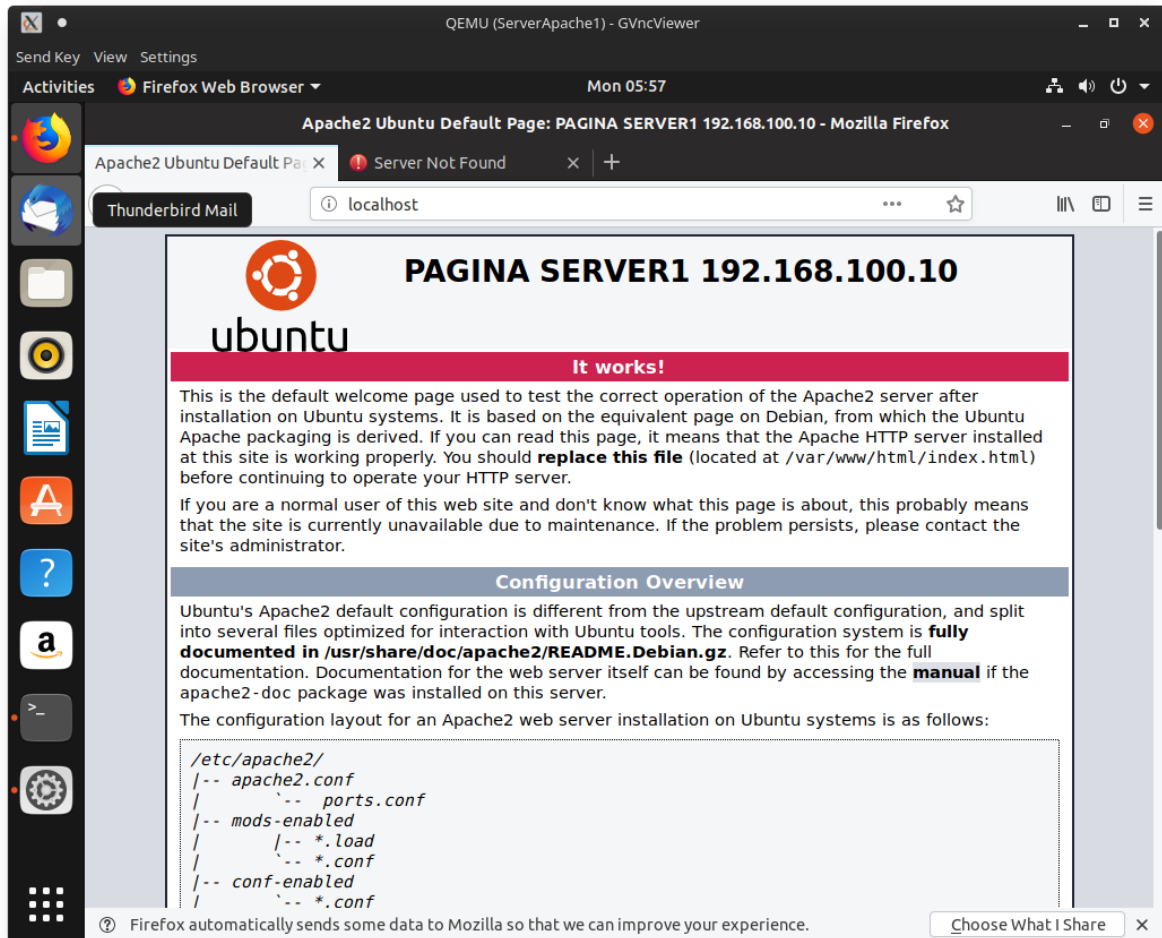 QEMU (ServerApache1) - GVncViewer
Send Key View Settings
Activities Firefox Web Browser Mon 05:57
Apache2 Ubuntu Default Page: PAGINA SERVER1 192.168.100.10 - Mozilla Firefox
Apache2 Ubuntu Default Pa Server Not Found
Thunderbird Mail localhost
PAGINA SERVER1 192.168.100.10
ubuntu
It works!
This is the default welcome page used to test the correct operation of the Apache2 server after
installation on Ubuntu systems. It is based on the equivalent page on Debian, from which the Ubuntu
Apache packaging is derived. If you can read this page, it means that the Apache HTTP server installed
at this site is working properly. You should replace this file (located at /var/www/html/index.html)
before continuing to operate your HTTP server.
If you are a normal user of this web site and don't know what this page is about, this probably means
that the site is currently unavailable due to maintenance. If the problem persists, please contact the
site's administrator.
Configuration Overview
Ubuntu's Apache2 default configuration is different from the upstream default configuration, and split
into several files optimized for interaction with Ubuntu tools. The configuration system is fully
documented in /usr/share/doc/apache2/README.Debian.gz. Refer to this for the full
documentation. Documentation for the web server itself can be found by accessing the manual if the
apache2-doc package was installed on this server.
The configuration layout for an Apache2 web server installation on Ubuntu systems is as follows:
/etc/apache2/
|-- apache2.conf
|       `--  ports.conf
|-- mods-enabled
|       |-- *.load
|       `-- *.conf
|-- conf-enabled
|       `-- *.conf
Firefox automatically sends some data to Mozilla so that we can improve your experience. Choose What I Share